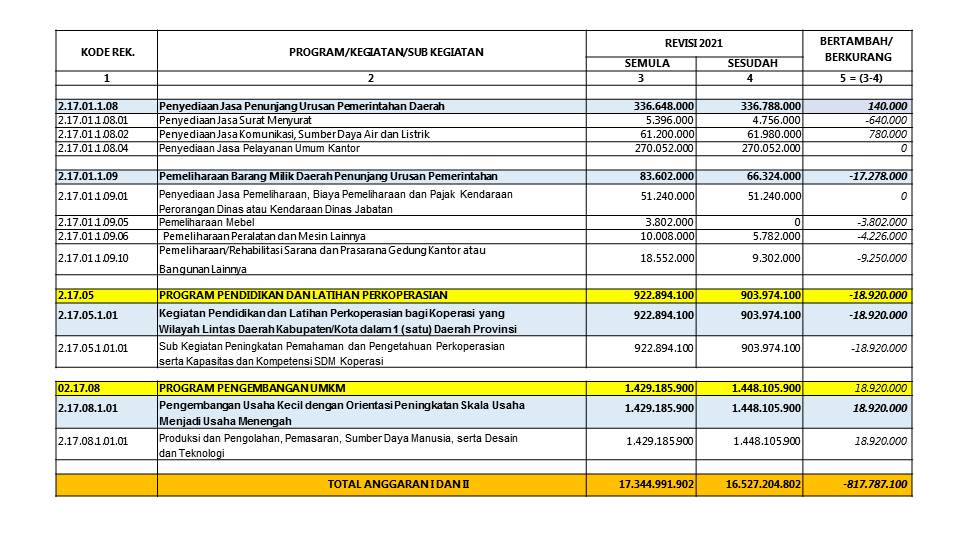 KODE REK. PROGRAM/KEGIATAN/SUB KEGIATAN REVISI 2021 BERTAMBAH/
BERKURANG
SEMULA SESUDAH
1 2 3 4 5 = (3-4)
2.17.01.1.08 Penyediaan Jasa Penunjang Urusan Pemerintahan Daerah 336.648.000 336.788.000 140.000
2.17.01.1.08.01 Penyediaan Jasa Surat Menyurat 5.396.000 4.756.000 -640.000
2.17.01.1.08.02 Penyediaan Jasa Komunikasi, Sumber Daya Air dan Listrik 61.200.000 61.980.000 780.000
2.17.01.1.08.04 Penyediaan Jasa Pelayanan Umum Kantor 270.052.000 270.052.000 0
2.17.01.1.09 Pemeliharaan Barang Milik Daerah Penunjang Urusan Pemerintahan 83.602.000 66.324.000 -17.278.000
2.17.01.1.09.01 Penyediaan Jasa Pemeliharaan, Biaya Pemeliharaan dan Pajak Kendaraan 51.240.000 51.240.000 0
Perorangan Dinas atau Kendaraan Dinas Jabatan
2.17.01.1.09.05 Pemeliharaan Mebel 3.802.000 0 -3.802.000
2.17.01.1.09.06 Pemeliharaan Peralatan dan Mesin Lainnya 10.008.000 5.782.000 -4.226.000
2.17.01.1.09.10 Pemeliharaan/Rehabilitasi Sarana dan Prasarana Gedung Kantor atau 18.552.000 9.302.000 -9.250.000
Bangunan Lainnya
2.17.05 PROGRAM PENDIDIKAN DAN LATIHAN PERKOPERASIAN 922.894.100 903.974.100 -18.920.000
2.17.05.1.01 Kegiatan Pendidikan dan Latihan Perkoperasian bagi Koperasi yang 922.894.100 903.974.100 -18.920.000
Wilayah Lintas Daerah Kabupaten/Kota dalam 1 (satu) Daerah Provinsi
2.17.05.1.01.01 Sub Kegiatan Peningkatan Pemahaman dan Pengetahuan Perkoperasian 922.894.100 903.974.100 -18.920.000
serta Kapasitas dan Kompetensi SDM Koperasi
02.17.08 PROGRAM PENGEMBANGAN UMKM 1.429.185.900 1.448.105.900 18.920.000
2.17.08.1.01 Pengembangan Usaha Kecil dengan Orientasi Peningkatan Skala Usaha 1.429.185.900 1.448.105.900 18.920.000
Menjadi Usaha Menengah
2.17.08.1.01.01 Produksi dan Pengolahan, Pemasaran, Sumber Daya Manusia, serta Desain 1.429.185.900 1.448.105.900 18.920.000
dan Teknologi
TOTAL ANGGARAN I DAN II 17.344.991.902 16.527.204.802 -817.787.100